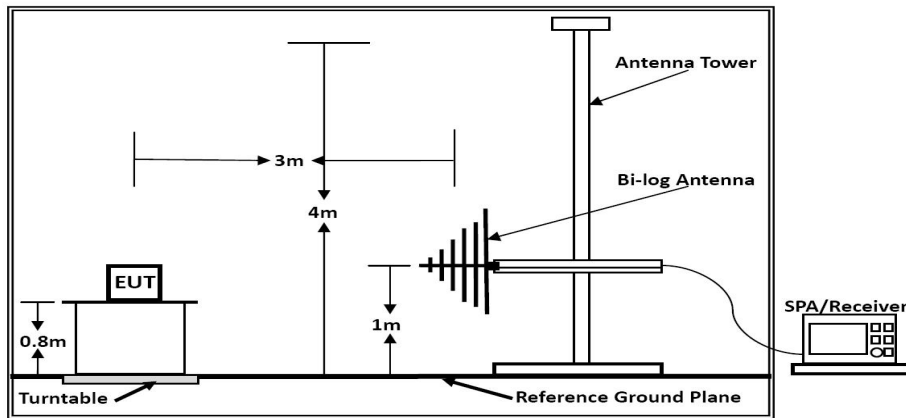 Antenna Tower
3m
Bi-log Antenna
4m
EUT
SPA/Receiver
0.8m
1m
Turntable
Reference Ground Plane